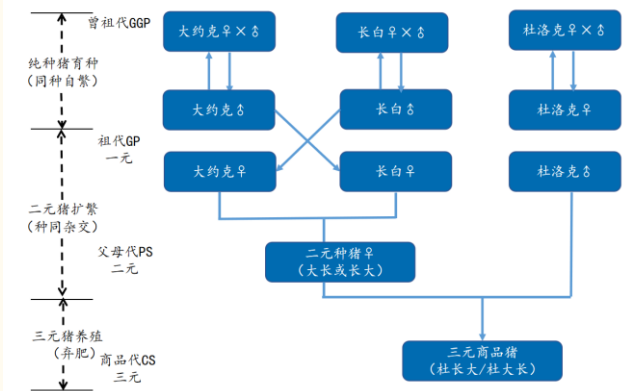 曾祖代GGP
大约克♀×♂
长白♀×♂
杜洛克♀×♂
纯种猪育种
(同种自繁)
大约克♂
长白♂
杜洛克♀
祖代GP
一元
大约克♀
长白♀
杜洛克♂
二元猪扩繁
(种同杂交)
父母代PS
二元
二元种猪♀
(大长或长大)
三元猪养殖
(弃肥)
商品代CS
三元
三元商品猪
(社长大/社大长)